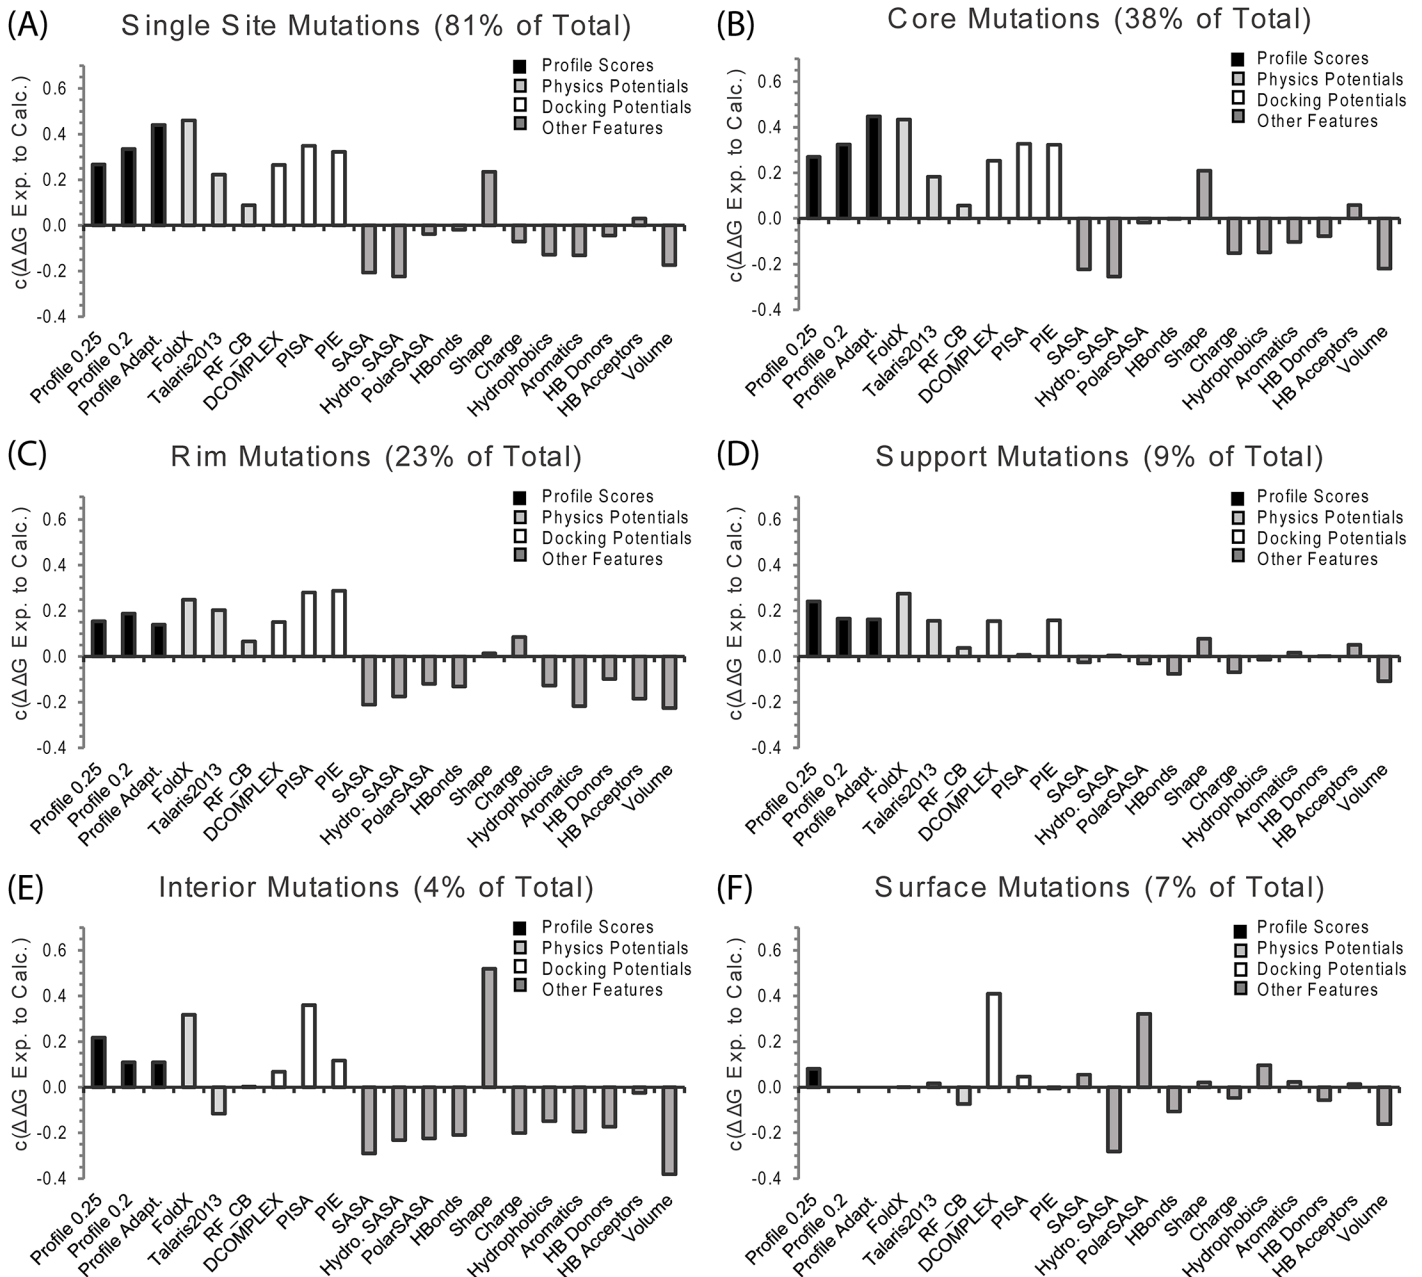 (A)
Single Site Mutations (81% of Total)
c(ΔΔG Exp. to Calc.)
0.6
0.4
0.2
0.0
-0.2
-0.4
Profile Scores
Physics Potentials
Docking Potentials
Other Features
Profile 0.25
Profile 0.2
Profile Adapt.
FoldX
Talaris2013
RF_CB
DCOMPLEX
PISA
PIE
SASA
Hydro. SASA
PolarSASA
HBonds
Shape
Charge
Hydrophobics
Aromatics
HB Donors
HB Acceptors
Volume
(B)
Core Mutations (38% of Total)
c(ΔΔG Exp. to Calc.)
0.6
0.4
0.2
0.0
-0.2
-0.4
Profile Scores
Physics Potentials
Docking Potentials
Other Features
Profile 0.25
Profile 0.2
Profile Adapt.
FoldX
Talaris2013
RF_CB
DCOMPLEX
PISA
PIE
SASA
Hydro. SASA
PolarSASA
HBonds
Shape
Charge
Hydrophobics
Aromatics
HB Donors
HB Acceptors
Volume
(C)
Rim Mutations (23% of Total)
c(ΔΔG Exp. to Calc.)
0.6
0.4
0.2
0.0
-0.2
-0.4
Profile Scores
Physics Potentials
Docking Potentials
Other Features
Profile 0.25
Profile 0.2
Profile Adapt.
FoldX
Talaris2013
RF_CB
DCOMPLEX
PISA
PIE
SASA
Hydro. SASA
PolarSASA
HBonds
Shape
Charge
Hydrophobics
Aromatics
HB Donors
HB Acceptors
Volume
(D)
Support Mutations (9% of Total)
c(ΔΔG Exp. to Calc.)
0.6
0.4
0.2
0.0
-0.2
-0.4
Profile Scores
Physics Potentials
Docking Potentials
Other Features
Profile 0.25
Profile 0.2
Profile Adapt.
FoldX
Talaris2013
RF_CB
DCOMPLEX
PISA
PIE
SASA
Hydro. SASA
PolarSASA
HBonds
Shape
Charge
Hydrophobics
Aromatics
HB Donors
HB Acceptors
Volume
(E)
Interior Mutations (4% of Total)
c(ΔΔG Exp. to Calc.)
0.6
0.4
0.2
0.0
-0.2
-0.4
Profile Scores
Physics Potentials
Docking Potentials
Other Features
Profile 0.25
Profile 0.2
Profile Adapt.
FoldX
Talaris2013
RF_CB
DCOMPLEX
PISA
PIE
SASA
Hydro. SASA
PolarSASA
HBonds
Shape
Charge
Hydrophobics
Aromatics
HB Donors
HB Acceptors
Volume
(F)
Surface Mutations (7% of Total)
c(ΔΔG Exp. to Calc.)
0.6
0.4
0.2
0.0
-0.2
-0.4
Profile Scores
Physics Potentials
Docking Potentials
Other Features
Profile 0.25
Profile 0.2
Profile Adapt.
FoldX
Talaris2013
RF_CB
DCOMPLEX
PISA
PIE
SASA
Hydro. SASA
PolarSASA
HBonds
Shape
Charge
Hydrophobics
Aromatics
HB Donors
HB Acceptors
Volume